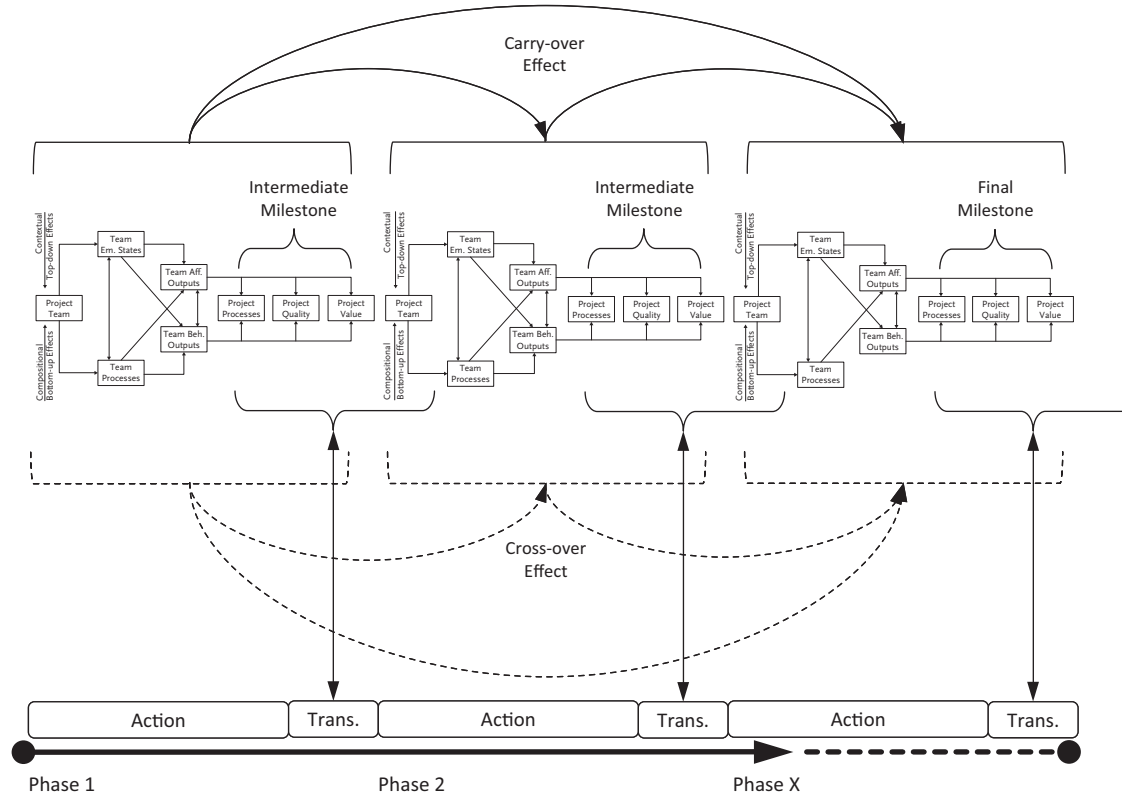 Carry-over
Effect
Intermediate
Milestone
Intermediate
Milestone
Final
Milestone
Contextual
Top-down Effects
Team
Em. States
Team Aff.
Outputs
Project
Team
Project
Processes
Project
Quality
Project
Value
Team Beh.
Outputs
Compositional
Bottom-up Effects
Team
Processes
Contextual
Top-down Effects
Team
Em. States
Team Aff.
Outputs
Project
Team
Project
Processes
Project
Quality
Project
Value
Team Beh.
Outputs
Compositional
Bottom-up Effects
Team
Processes
Contextual
Top-down Effects
Team
Em. States
Team Aff.
Outputs
Project
Team
Project
Processes
Project
Quality
Project
Value
Team Beh.
Outputs
Compositional
Bottom-up Effects
Team
Processes
Cross-over
Effect
Action
Trans.
Action
Trans.
Action
Trans.
Phase 1
Phase 2
Phase X